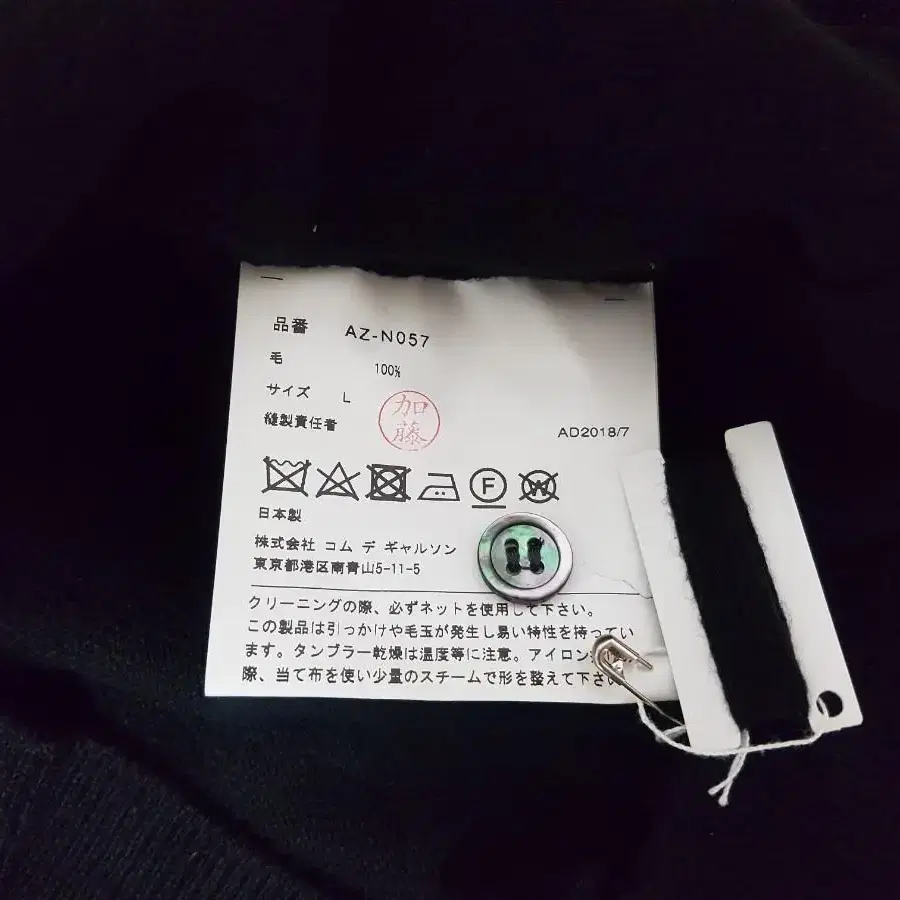 品番 AZ-N057
毛 100%
サイズ L
縫製責任者 加藤
AD2018/7
F W
日本製
株式会社 コム デ ギャルソン
東京都港区南青山5-11-5
クリーニングの際、必ずネットを使用して下さい。
この製品は引っかけや毛玉が発生し易い特性を持ってい
ます。タンブラー乾燥は温度等に注意。アイロン
際、当て布を使い少量のスチームで形を整えて下さ